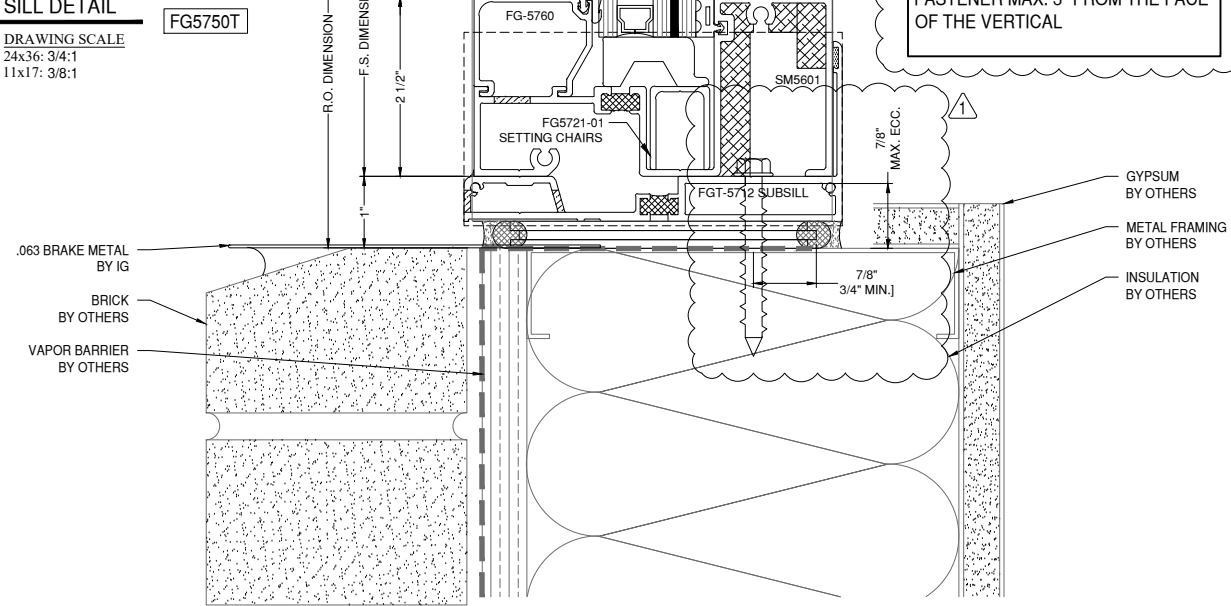 SILL DETAIL
DRAWING SCALE
24x36: 3/4:1
11x17: 3/8:1
FG5750T
R.O. DIMENSION
F.S.
2 1/2"
1"
FG-5760
FG5721-01
SETTING CHAIRS
SM5601
FGT-5712 SUBSILL
7/8"
MAX. ECC.
1
FASTENER MAX. 3" FROM THE
OF THE VERTICAL
.063 BRAKE METAL
BY IG
BRICK
BY OTHERS
VAPOR BARRIER
BY OTHERS
7/8"
3/4" MIN.]
GYPSUM
BY OTHERS
METAL FRAMING
BY OTHERS
INSULATION
BY OTHERS